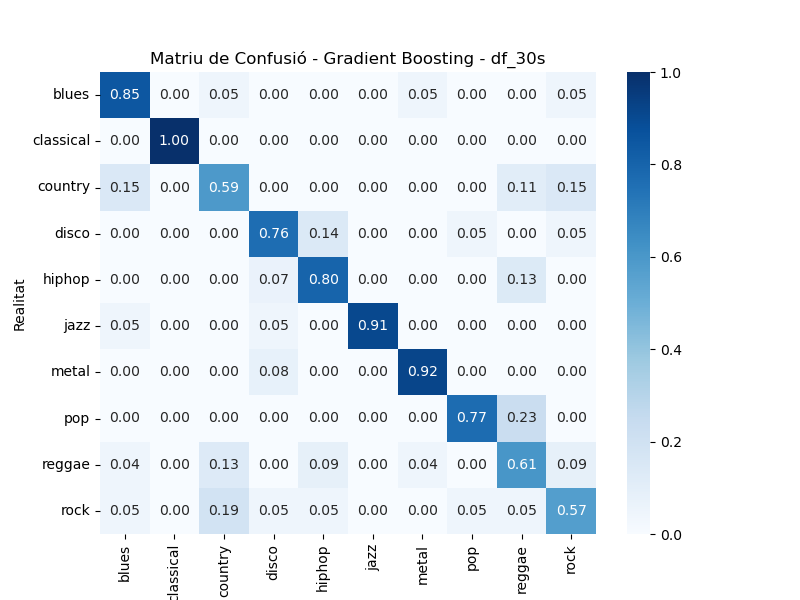 Matriu de Confusió - Gradient Boosting - df_30s
blues 0.85 0.00 0.05 0.00 0.00 0.00 0.05 0.00 0.00 0.05
classical 0.00 1.00 0.00 0.00 0.00 0.00 0.00 0.00 0.00 0.00
country 0.15 0.00 0.59 0.00 0.00 0.00 0.00 0.00 0.11 0.15
disco 0.00 0.00 0.00 0.76 0.14 0.00 0.00 0.05 0.00 0.05
hiphop 0.00 0.00 0.00 0.07 0.80 0.00 0.00 0.00 0.13 0.00
jazz 0.05 0.00 0.00 0.05 0.00 0.91 0.00 0.00 0.00 0.00
metal 0.00 0.00 0.00 0.08 0.00 0.00 0.92 0.00 0.00 0.00
pop 0.00 0.00 0.00 0.00 0.00 0.00 0.00 0.77 0.23 0.00
reggae 0.04 0.00 0.13 0.00 0.09 0.00 0.04 0.00 0.61 0.09
rock 0.05 0.00 0.19 0.05 0.05 0.00 0.00 0.05 0.05 0.57
blues classical country disco hiphop jazz metal pop reggae rock
Realitat
1.0
0.8
0.6
0.4
0.2
0.0